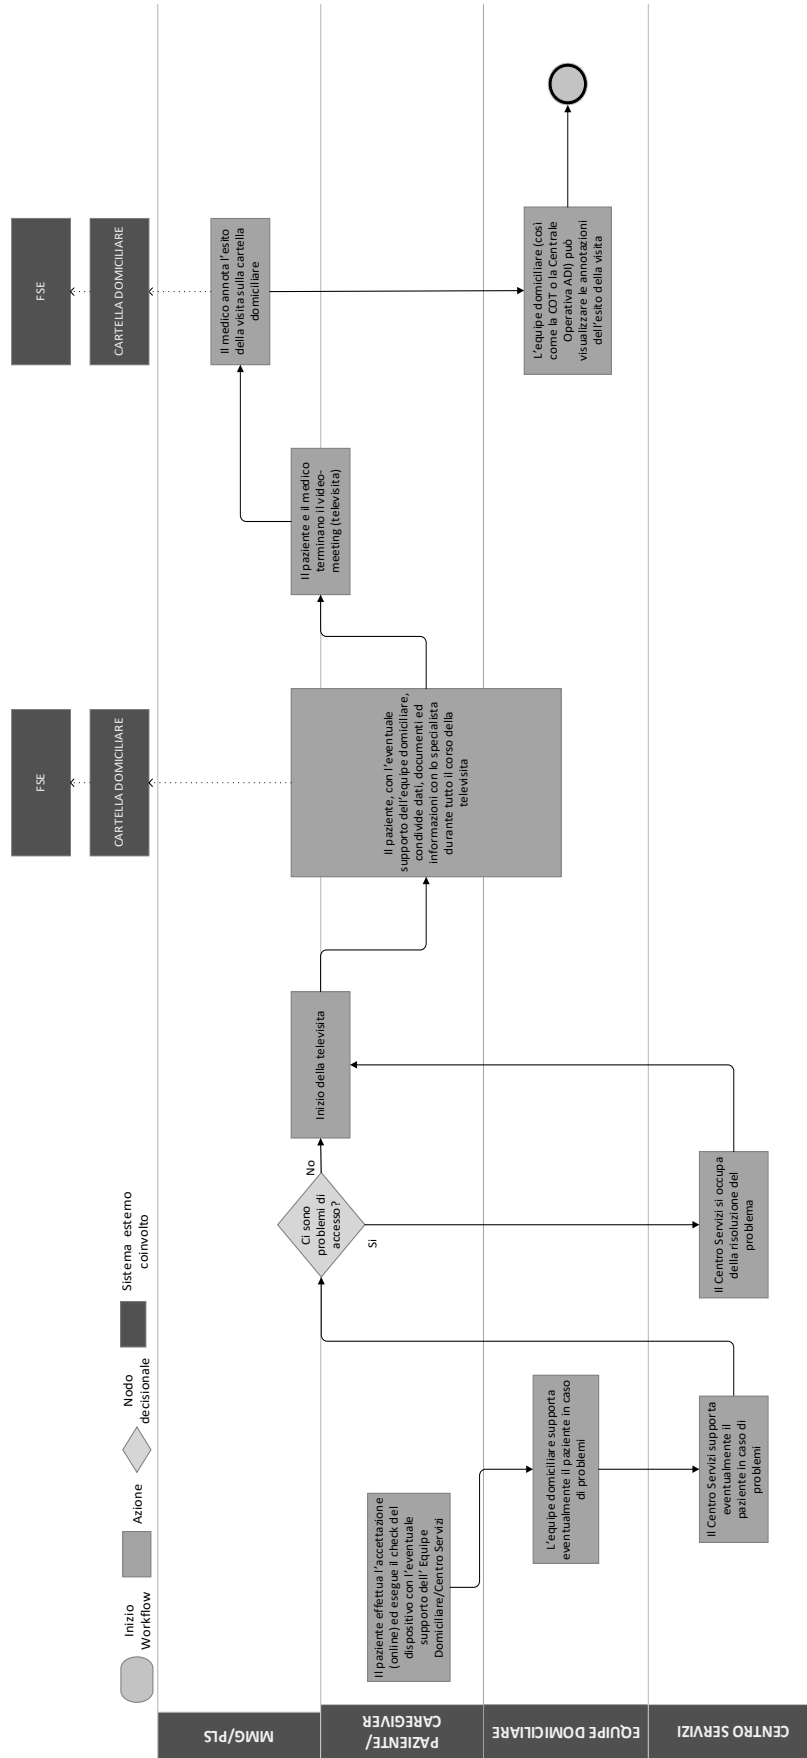 Inizio
Workflow
Azione
Nodo
decisionale
Sistema esterno
coinvolto
MMG/PLS
PAZIENTE/
CAREGIVER
EQUIPE DOMICILIARE
CENTRO SERVIZI
Il paziente effettua l'accettazione
(online) ed esegue il check del
dispositivo con l'eventuale
supporto dell' Equipe
Domiciliare/Centro Servizi
L'equipe domiciliare supporta
eventualmente il paziente in caso
di problemi
Il Centro Servizi supporta
eventualmente il
paziente in caso di
problemi
Ci sono
problemi di
accesso?
No
Si
Il Centro Servizi si occupa
della risoluzione del
problema
Inizio della televisita
Il paziente, con l'eventuale
supporto dell'equipe domiciliare,
condivide dati, documenti ed
informazioni con lo specialista
durante tutto il corso della
televisita
CARTELLA DOMICILIARE
FSE
Il paziente e il medico
terminano il video-
meeting (televisita)
Il medico annota l'esito
della visita sulla cartella
domiciliare
CARTELLA DOMICILIARE
FSE
L'equipe domiciliare (così
come la COT o la Centrale
Operativa ADI) può
visualizzare le annotazioni
dell'esito della visita